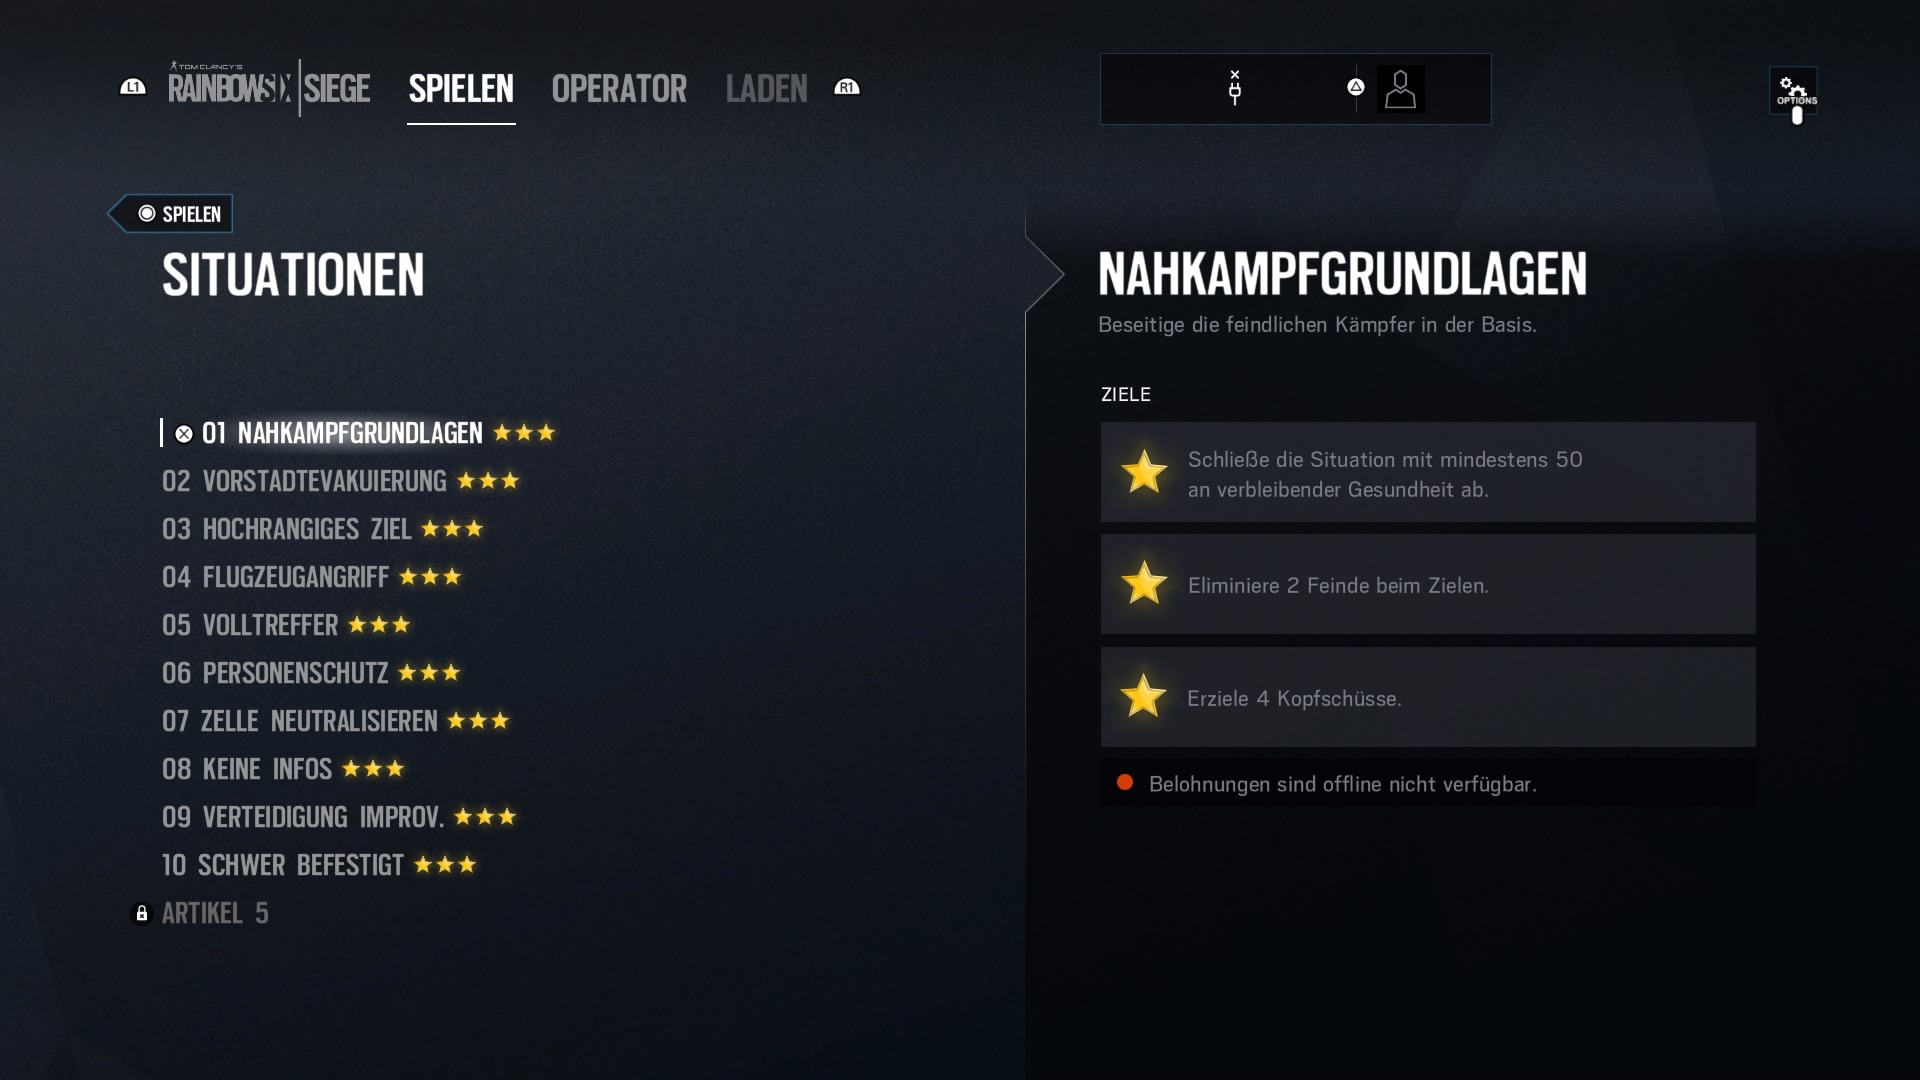 L1
TOM CLANCY'S
RAINBOWSIX | SIEGE
SPIELEN
OPERATOR
LADEN
R1
OPTIONS
SPIELEN
SITUATIONEN
01 NAHKAMPFGRUNDLAGEN
02 VORSTADTEVAKUIERUNG
03 HOCHRANGIGES ZIEL
04 FLUGZEUGANGRIFF
05 VOLLTREFFER
06 PERSONENSCHUTZ
07 ZELLE NEUTRALISIEREN
08 KEINE INFOS
09 VERTEIDIGUNG IMPROV.
10 SCHWER BEFESTIGT
ARTIKEL 5
NAHKAMPFGRUNDLAGEN
Beseitige die feindlichen Kämpfer in der Basis.
ZIELE
Schließe die Situation mit mindestens 50
an verbleibender Gesundheit ab.
Eliminiere 2 Feinde beim Zielen.
Erziele 4 Kopfschüsse.
Belohnungen sind offline nicht verfügbar.